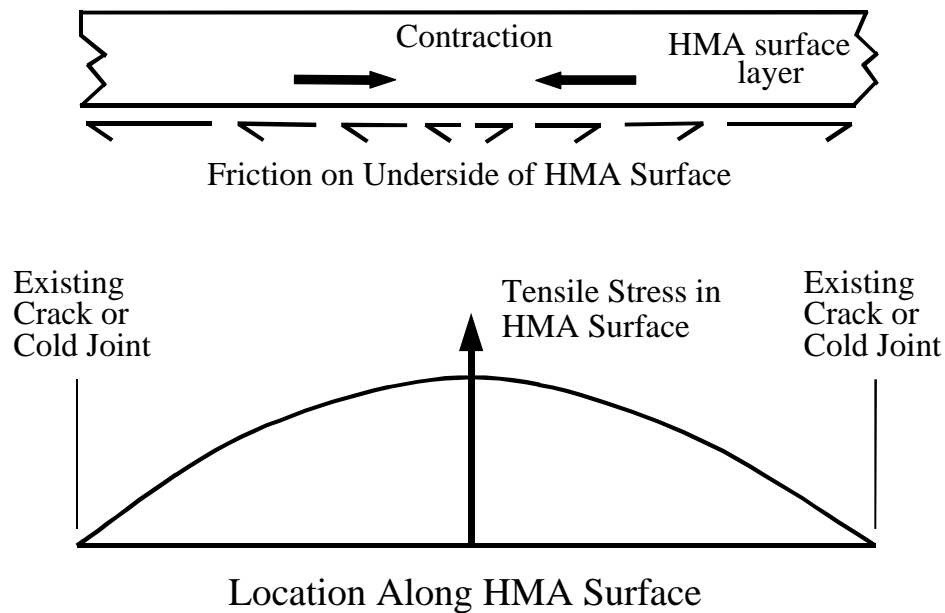 Contraction
HMA surface
layer
Friction on Underside of HMA Surface
Existing
Crack or
Cold Joint
Tensile Stress in
HMA Surface
Existing
Crack or
Cold Joint
Location Along HMA Surface